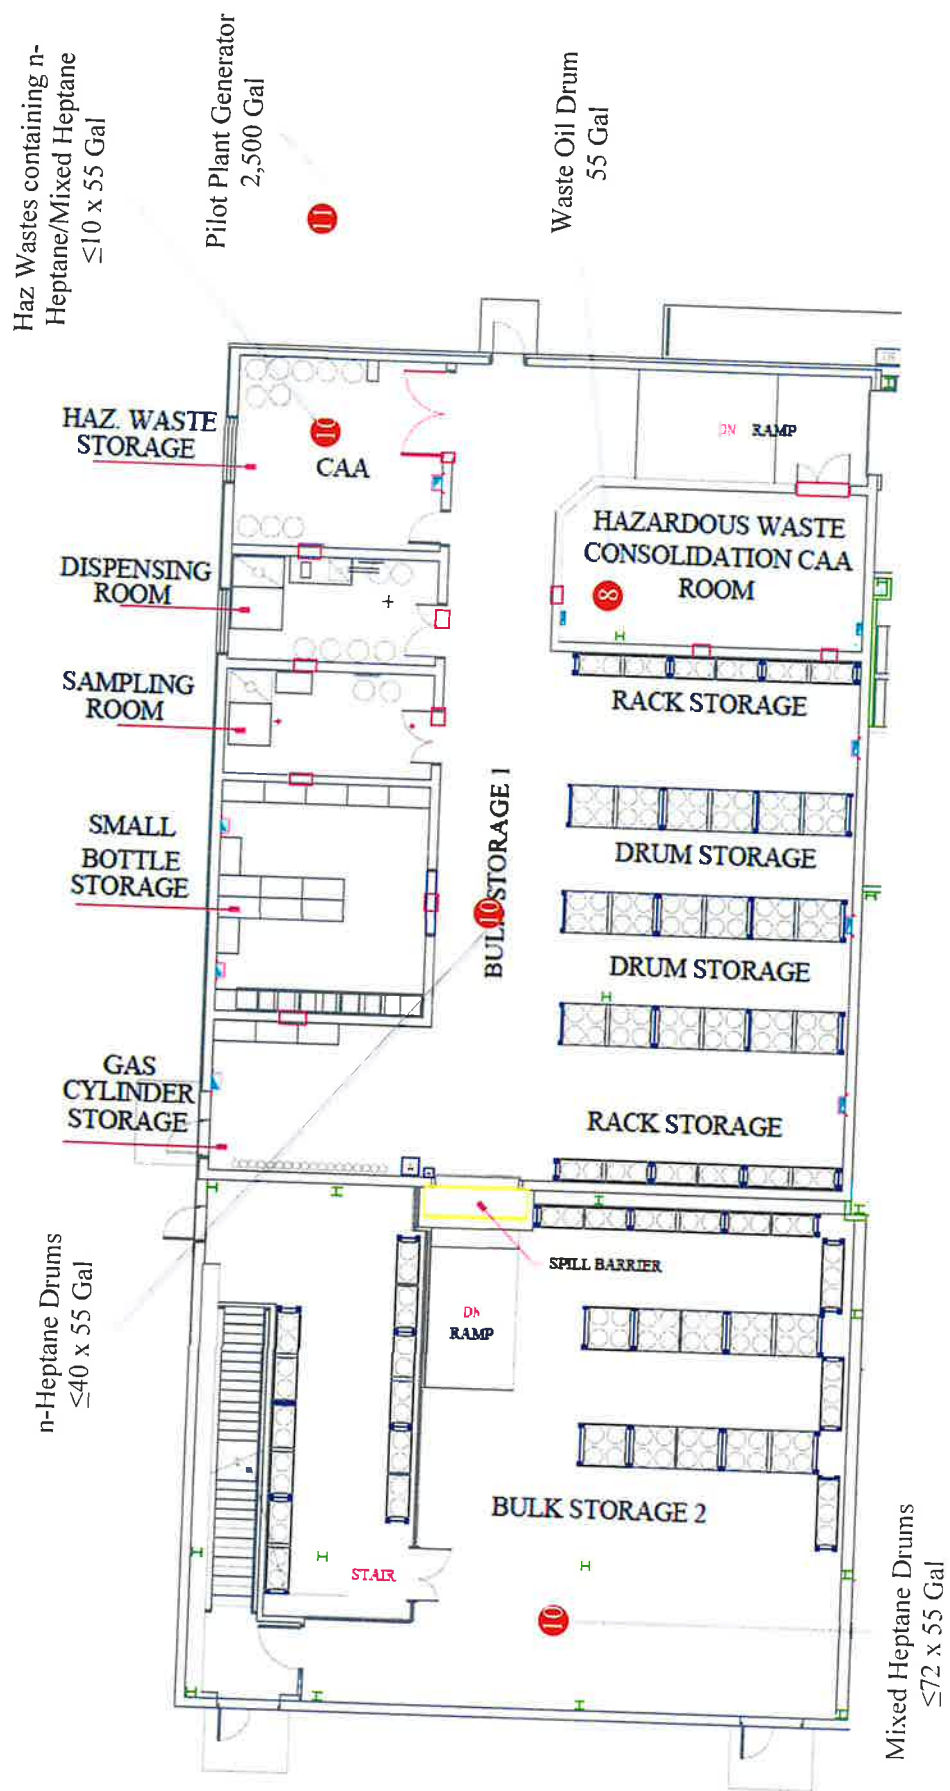 Haz Wastes containing n-
Heptane/Mixed Heptane
≤10 x 55 Gal
Pilot Plant Generator
2,500 Gal
11
Waste Oil Drum
55 Gal
HAZ. WASTE
STORAGE
10
CAA
DN RAMP
DISPENSING
ROOM
HAZARDOUS WASTE
CONSOLIDATION CAA
ROOM
8
SAMPLING
ROOM
RACK STORAGE
SMALL
BOTTLE
STORAGE
BULK STORAGE 1
10
DRUM STORAGE
DRUM STORAGE
GAS
CYLINDER
STORAGE
RACK STORAGE
n-Heptane Drums
≤40 x 55 Gal
SPILL BARRIER
DN
RAMP
BULK STORAGE 2
STAIR
10
Mixed Heptane Drums
≤72 x 55 Gal